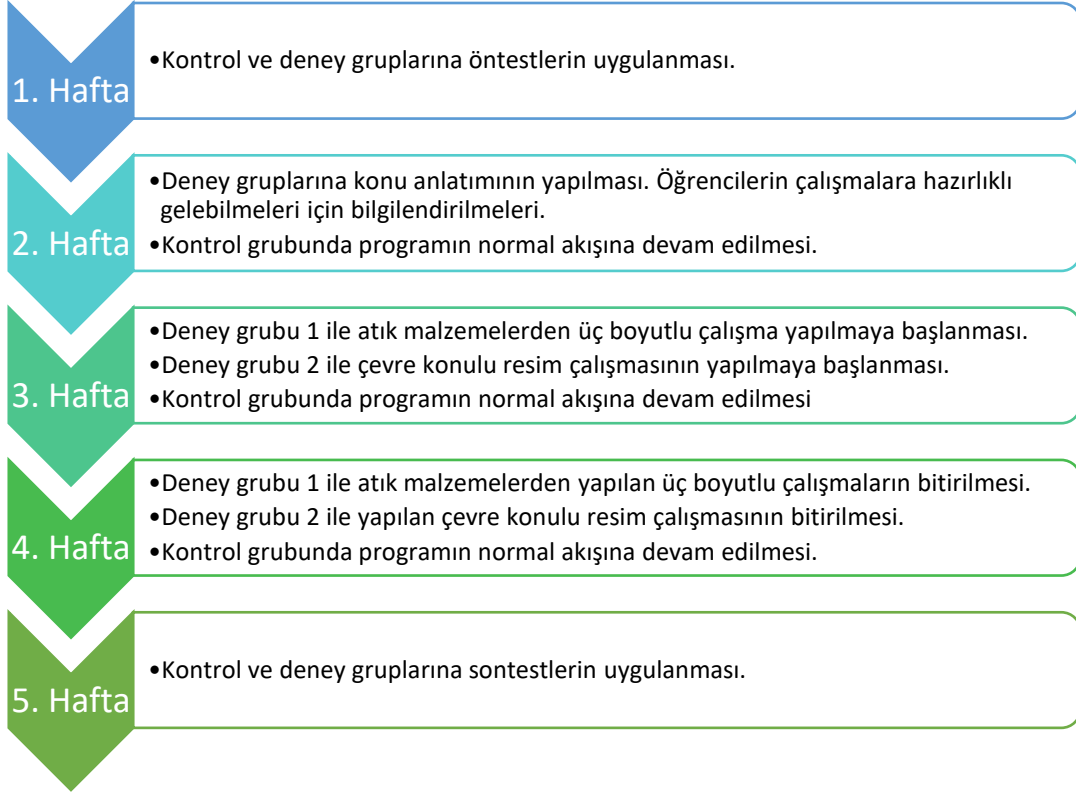 1. Hafta
•Kontrol ve deney gruplarına öntestlerin uygulanması.
2. Hafta
•Deney gruplarına konu anlatımının yapılması. Öğrencilerin çalışmalara hazırlıklı
gelebilmeleri için bilgilendirilmeleri.
•Kontrol grubunda programın normal akışına devam edilmesi.
3. Hafta
•Deney grubu 1 ile atık malzemelerden üç boyutlu çalışma yapılmaya başlanması.
•Deney grubu 2 ile çevre konulu resim çalışmasının yapılmaya başlanması.
•Kontrol grubunda programın normal akışına devam edilmesi
4. Hafta
•Deney grubu 1 ile atık malzemelerden yapılan üç boyutlu çalışmaların bitirilmesi.
•Deney grubu 2 ile yapılan çevre konulu resim çalışmasının bitirilmesi.
•Kontrol grubunda programın normal akışına devam edilmesi.
5. Hafta
•Kontrol ve deney gruplarına sontestlerin uygulanması.